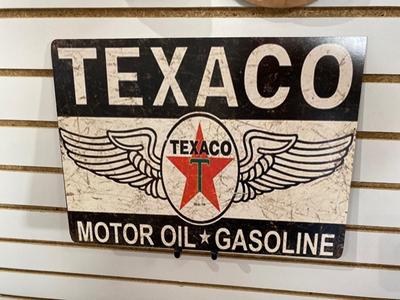 TEXACO
TEXACO
T
MOTOR OIL ★ GASOLINE